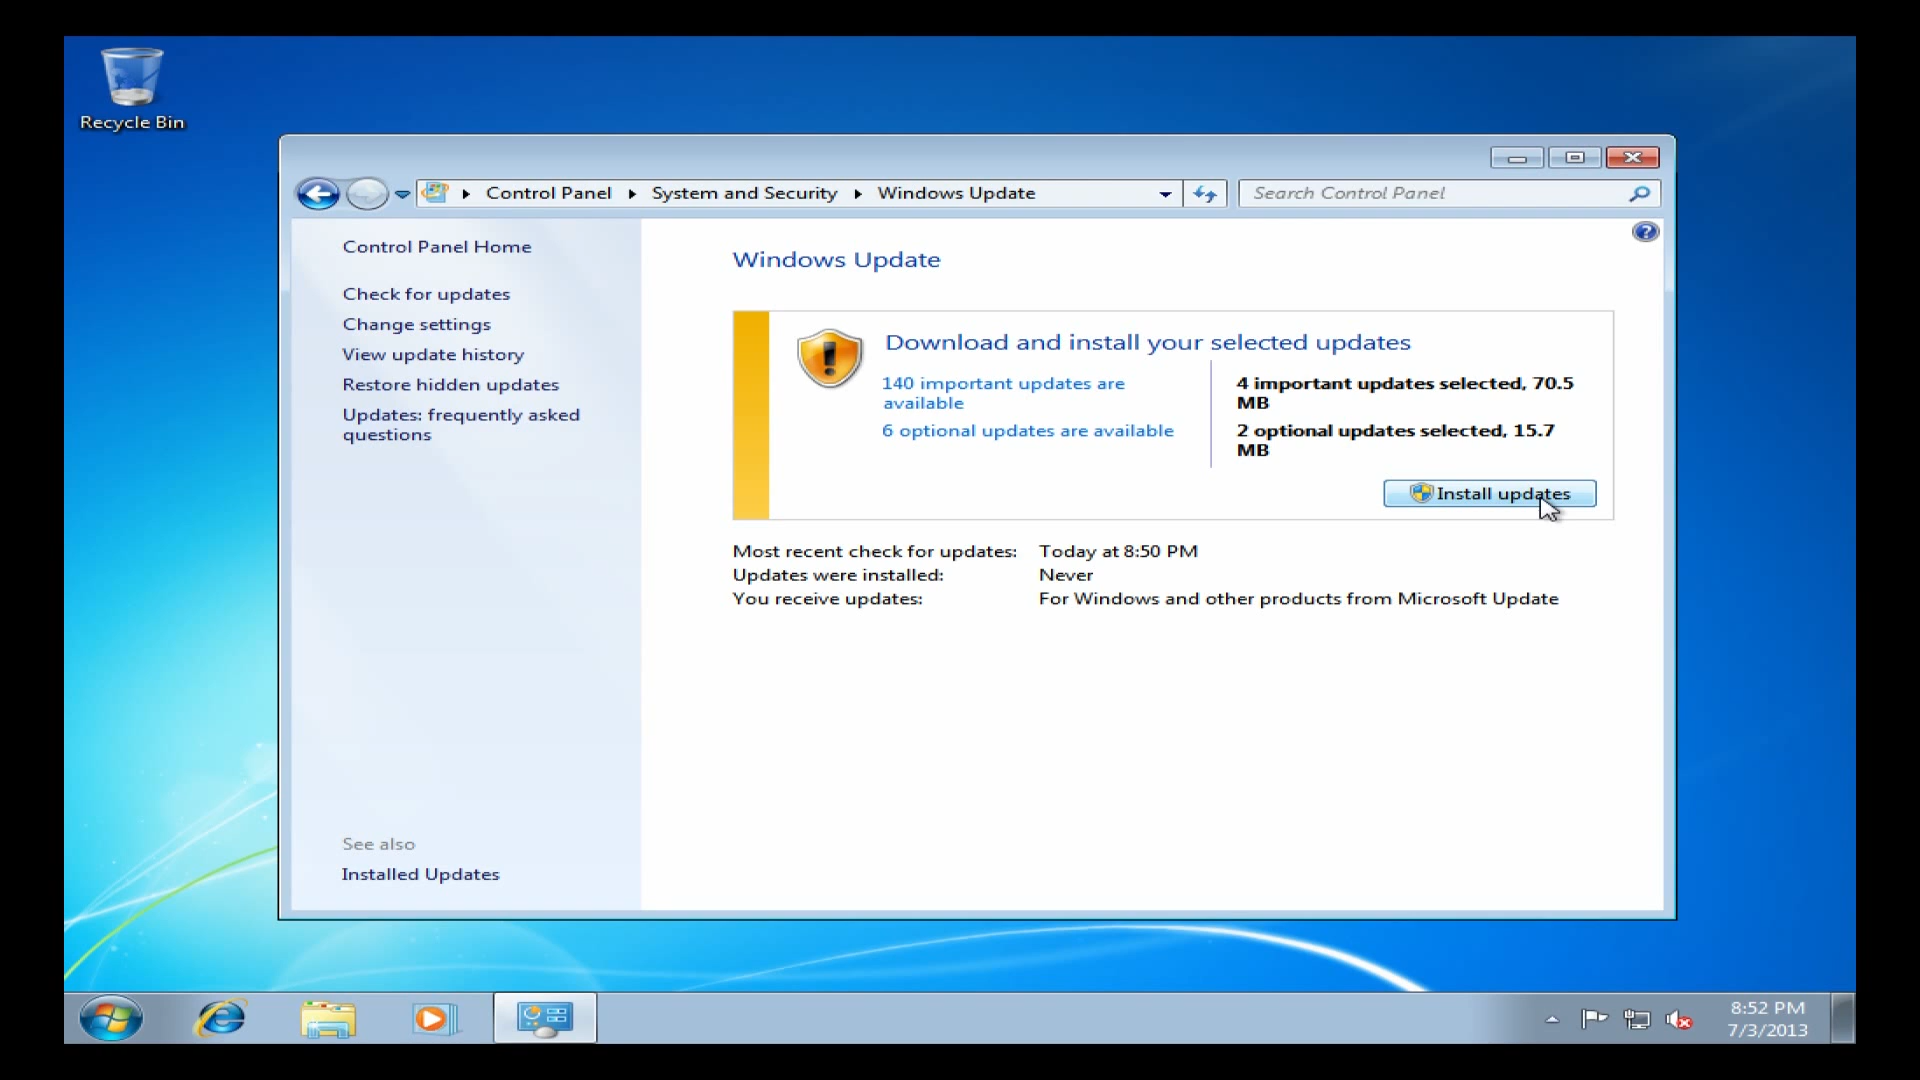 Recycle Bin
Control Panel System and Security Windows Update
Search Control Panel
Control Panel Home
Check for updates
Change settings
View update history
Restore hidden updates
Updates: frequently asked
questions
See also
Installed Updates
Windows Update
Download and install your selected updates
140 important updates are
available
6 optional updates are available
4 important updates selected, 70.5
MB
2 optional updates selected, 15.7
MB
Install updates
Most recent check for updates: Today at 8:50 PM
Updates were installed: Never
You receive updates: For Windows and other products from Microsoft Update
8:52 PM
7/3/2013